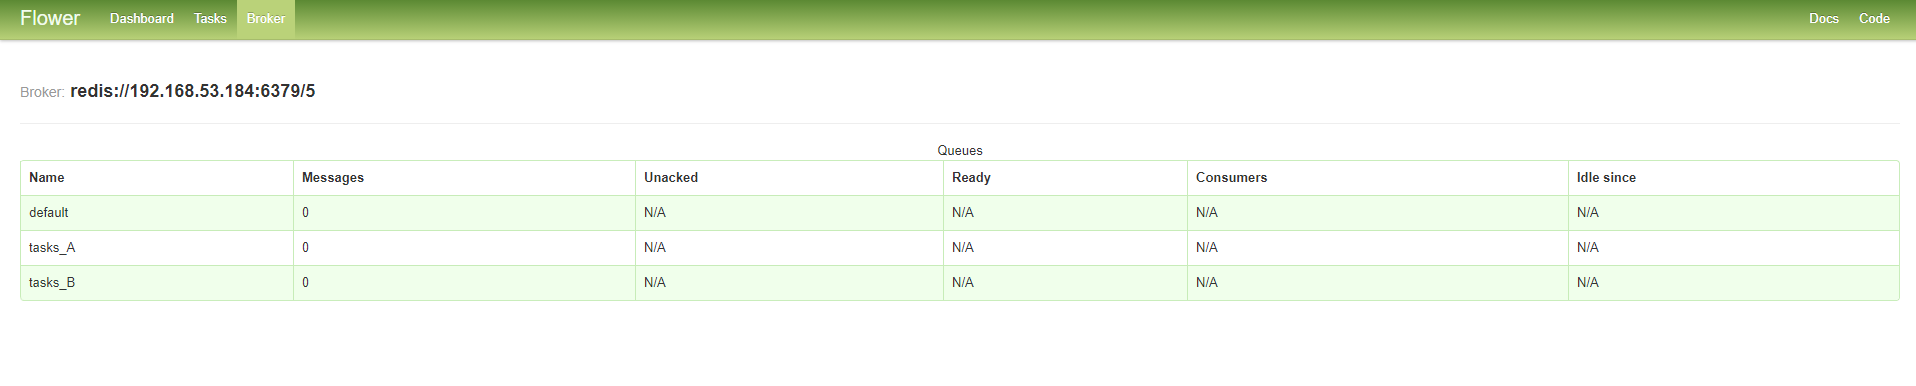 Flower Dashboard Tasks Broker Docs Code
Broker: redis://192.168.53.184:6379/5
Queues
Name Messages Unacked Ready Consumers Idle since
default 0 N/A N/A N/A N/A
tasks_A 0 N/A N/A N/A N/A
tasks_B 0 N/A N/A N/A N/A